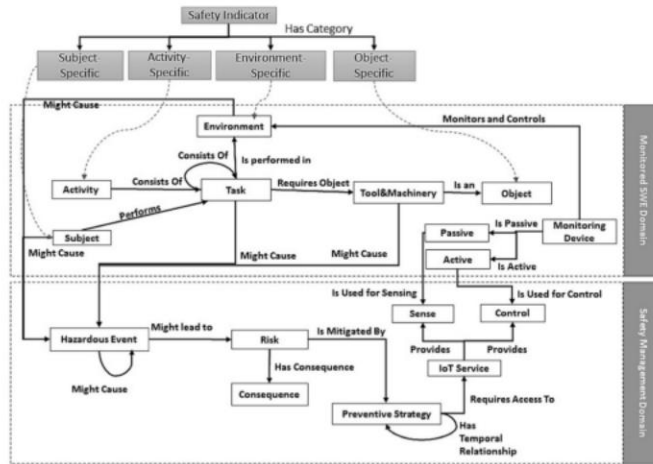 Safety Indicator
Has Category
Subject-
Specific
Activity-
Specific
Environment-
Specific
Object-
Specific
Might Cause
Environment
Monitors and Controls
Consists Of
Is performed in
Activity
Consists Of
Task
Requires Object
Tool&Machinery
Is an
Object
Performs
Subject
Might Cause
Might Cause
Might Cause
Passive
Is Passive
Monitoring
Device
Active
Is Active
Monitored SWE Domain
Is Used for Sensing
Is Used for Control
Sense
Control
Hazardous Event
Might lead to
Risk
Is Mitigated By
Provides
Provides
IoT Service
Might Cause
Has Consequence
Consequence
Requires Access To
Preventive Strategy
Has
Temporal
Relationship
Safety Management Domain